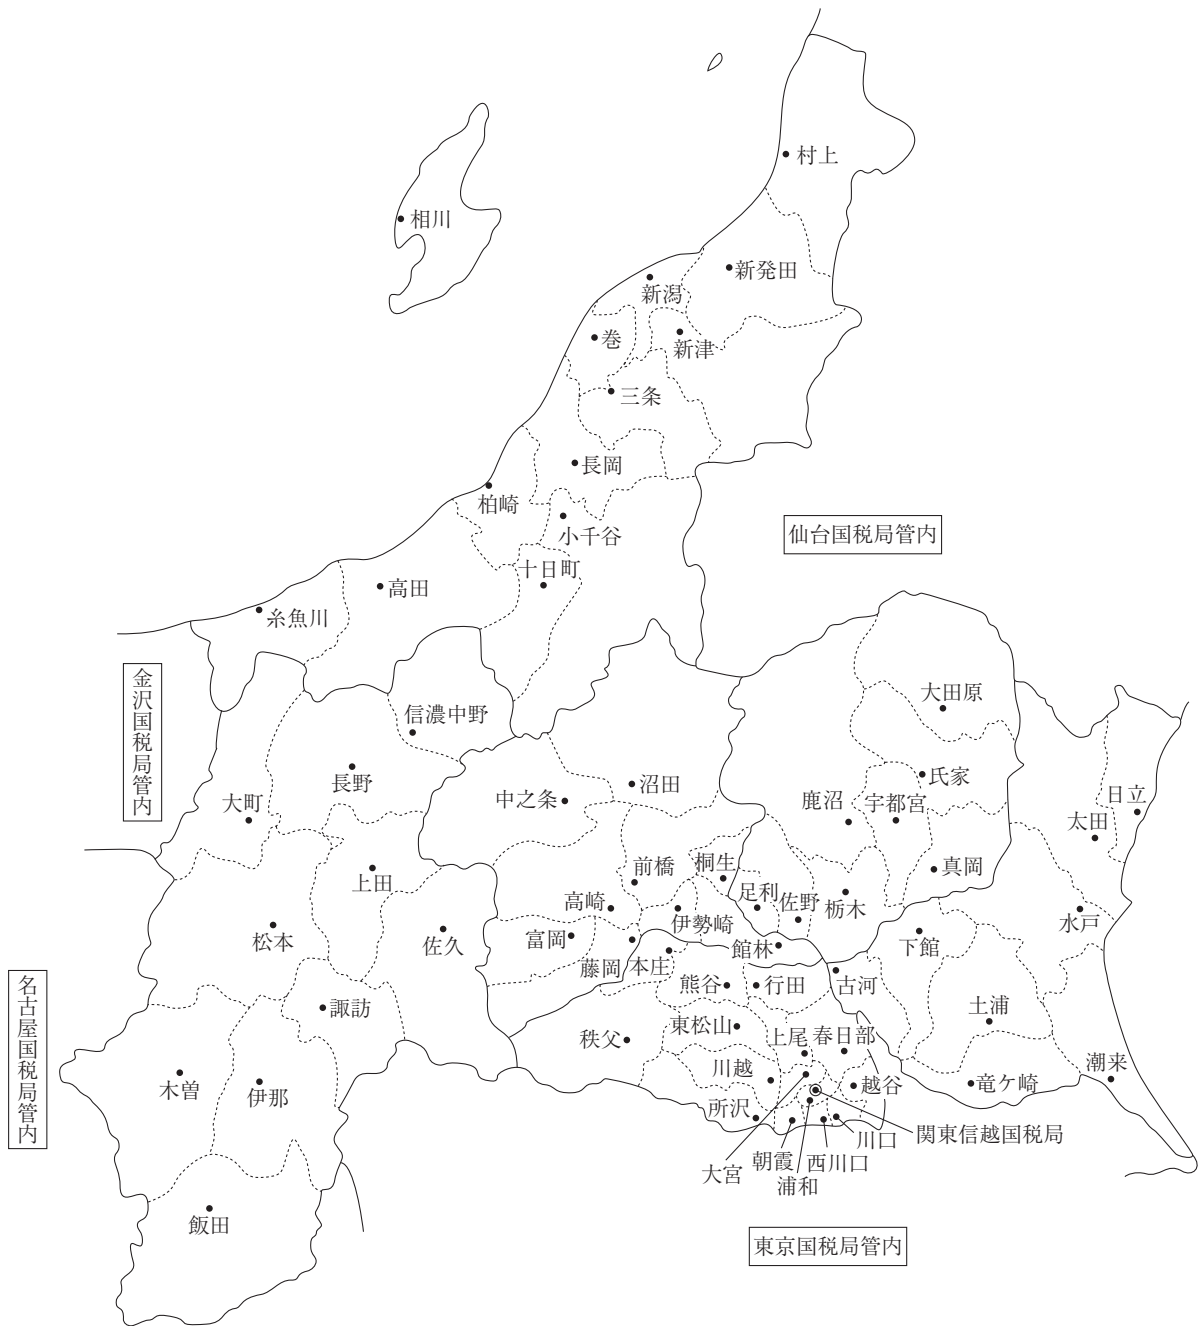 村上
相川
新発田
新潟
巻
新津
三条
長岡
柏崎
小千谷
仙台国税局管内
十日町
高田
糸魚川
金沢国税局管内
大田原
信濃中野
長野
沼田
中之条
氏家
大町
鹿沼
宇都宮
日立
太田
前橋
桐生
真岡
上田
足利
佐野
栃木
高崎
伊勢崎
水戸
松本
佐久
富岡
館林
下館
藤岡
本庄
熊谷
行田
古河
名古屋国税局管内
諏訪
土浦
東松山
秩父
上尾
春日部
川越
潮来
木曽
伊那
越谷
竜ケ崎
所沢
関東信越国税局
川口
大宮
朝霞
西川口
浦和
飯田
東京国税局管内